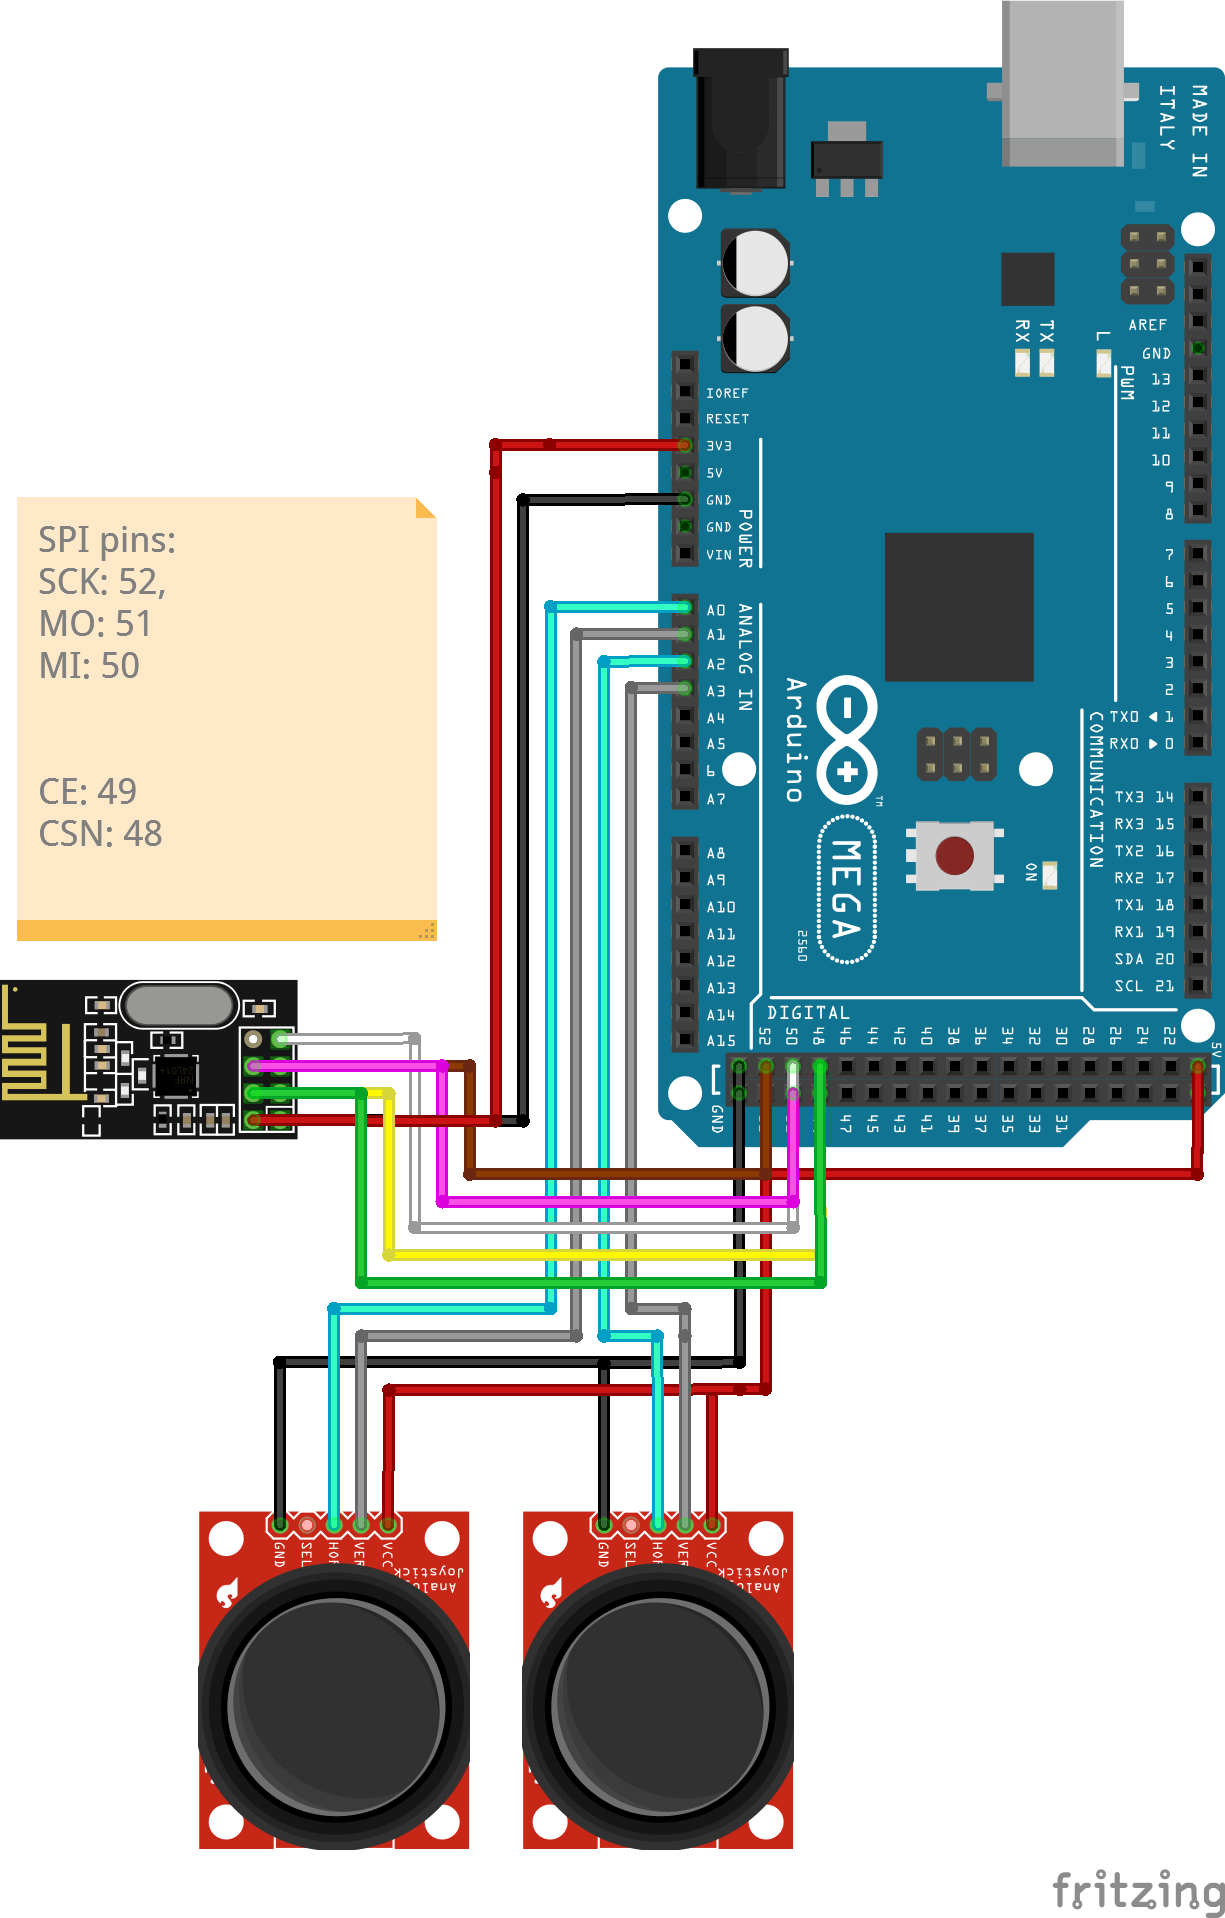 MADE IN
ITALY
AREF
GND
13
12
11
10
9
8
RX
TX
L
PWM
IOREF
RESET
3V3
5V
GND
GND
VIN
POWER
SPI pins:
SCK: 52,
MO: 51
MI: 50
CE: 49
CSN: 48
7
6
5
4
3
2
TX0 ◀ 1
RX0 ▶ 0
A0
A1
A2
A3
A4
A5
6
A7
ANALOG IN
Arduino
TM
MEGA
2560
COMMUNICATION
ON
TX3 14
RX3 15
TX2 16
RX2 17
TX1 18
RX1 19
SDA 20
SCL 21
A8
A9
A10
A11
A12
A13
A14
A15
DIGITAL
52 50 48 46 44 42 40 38 36 34 32 30 28 26 24 22
5V
GND
47 45 43 41 39 37 35 33 31
NRF
24L01+
GND SEL HOR VER VCC
Analog
Joystick
GND SEL HOR VER VCC
Analog
Joystick
fritzing